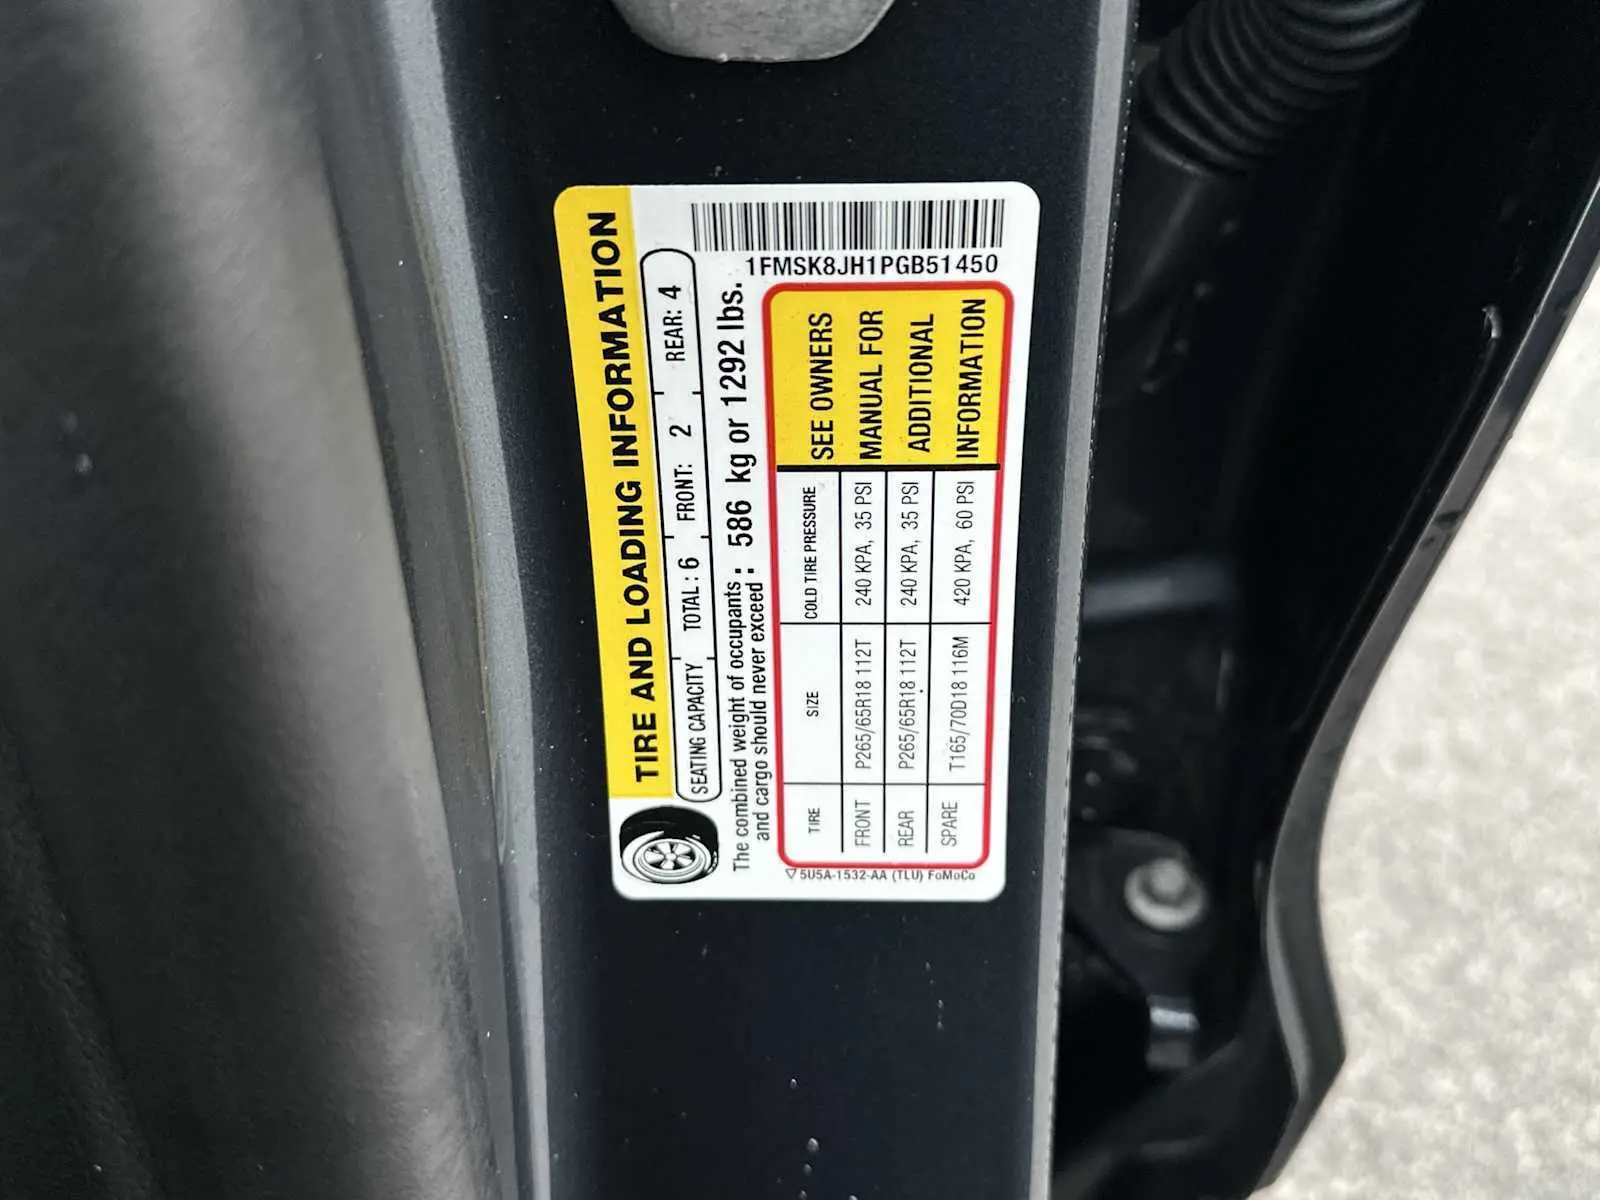 1FMSK8JH1PGB51450
TIRE AND LOADING INFORMATION
SEATING CAPACITY TOTAL: 6 FRONT: 2 REAR: 4
The combined weight of occupants
and cargo should never exceed : 586 kg or 1292 lbs.
TIRE SIZE COLD TIRE PRESSURE
FRONT P265/65R18 112T 240 KPA, 35 PSI
REAR P265/65R18 112T 240 KPA, 35 PSI
SPARE T165/70D18 116M 420 KPA, 60 PSI
SEE OWNERS
MANUAL FOR
ADDITIONAL
INFORMATION
5U5A-1532-AA (TLU) FoMoCo